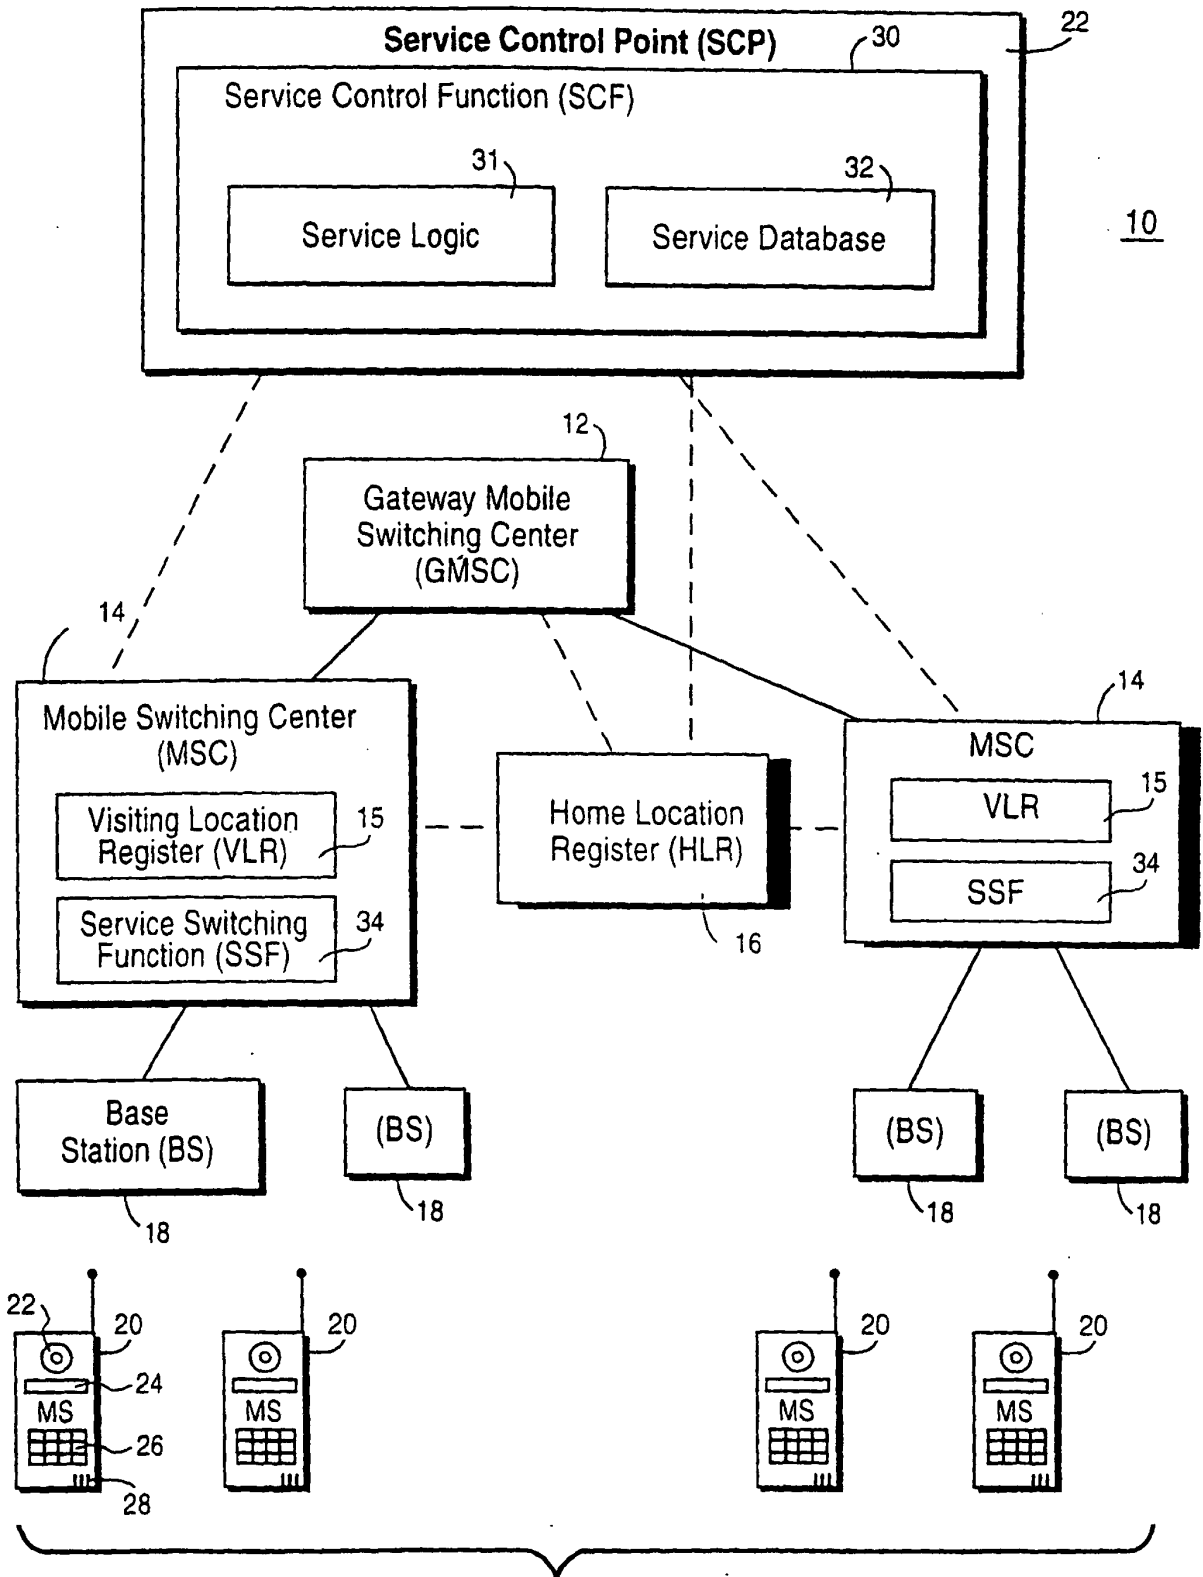 Service Control Point (SCP)
30
22
Service Control Function (SCF)
31
32
Service Logic
Service Database
10
12
Gateway Mobile
Switching Center
(GMSC)
14
Mobile Switching Center
(MSC)
Visiting Location
Register (VLR)
15
Service Switching
Function (SSF)
34
Home Location
Register (HLR)
16
14
MSC
VLR
15
SSF
34
Base
Station (BS)
18
(BS)
18
(BS)
18
(BS)
18
22
20
24
MS
26
28
20
MS
20
MS
20
MS